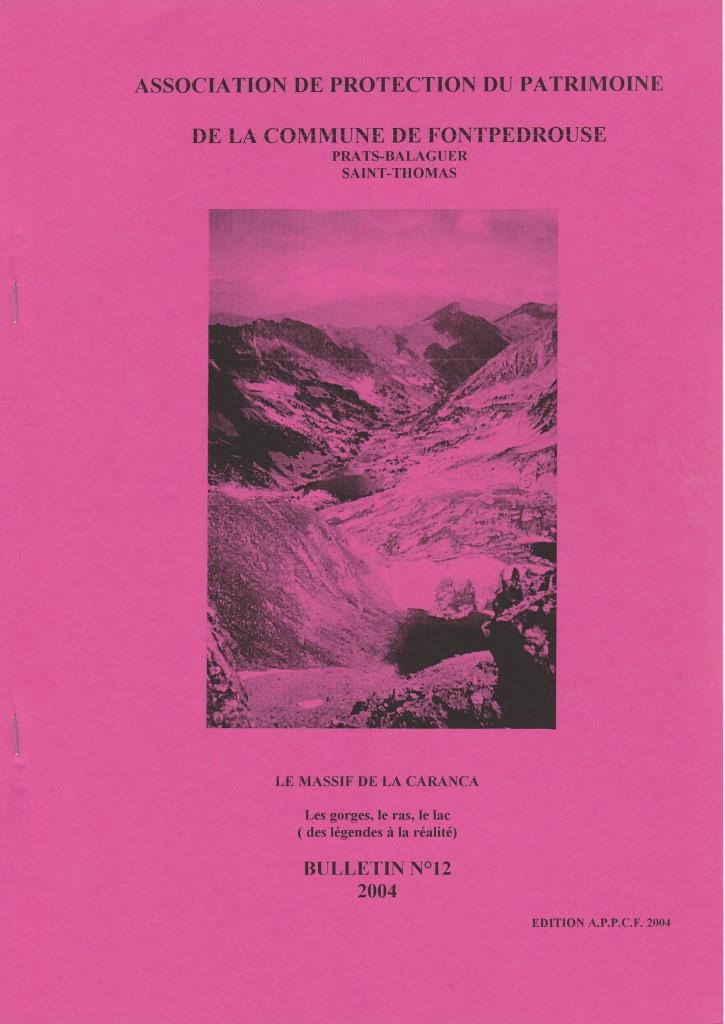 ASSOCIATION DE PROTECTION DU PATRIMOINE
DE LA COMMUNE DE FONTPEDROUSE
PRATS-BALAGUER
SAINT-THOMAS
LE MASSIF DE LA CARANCA
Les gorges, le ras, le lac
( des légendes à la réalité)
BULLETIN N°12
2004
EDITION A.P.P.C.F. 2004